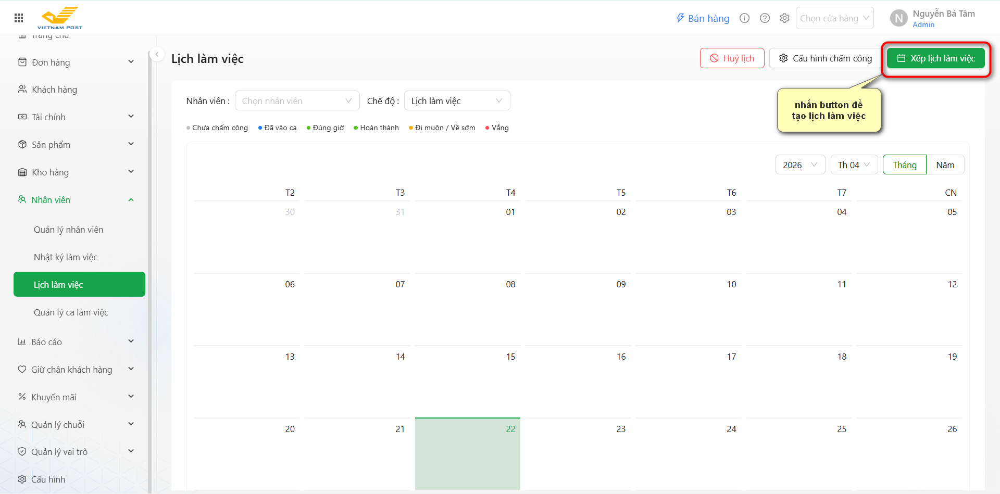 VIETNAM POST
Bán hàng
Chọn cửa hàng
N
Nguyễn Bá Tâm
Admin
Trang chủ
Đơn hàng
Khách hàng
Tài chính
Sản phẩm
Kho hàng
Nhân viên
Quản lý nhân viên
Nhật ký làm việc
Lịch làm việc
Quản lý ca làm việc
Báo cáo
Giữ chân khách hàng
Khuyến mãi
Quản lý chuỗi
Quản lý vai trò
Cấu hình
Lịch làm việc
Huỷ lịch
Cấu hình chấm công
Xếp lịch làm việc
nhấn button để
tạo lịch làm việc
Nhân viên : Chọn nhân viên Chế độ : Lịch làm việc
Chưa chấm công Đã vào ca Đúng giờ Hoàn thành Đi muộn / Về sớm Vắng
2026 Th 04 Tháng Năm
T2 T3 T4 T5 T6 T7 CN
30 31 01 02 03 04 05
06 07 08 09 10 11 12
13 14 15 16 17 18 19
20 21 22 23 24 25 26